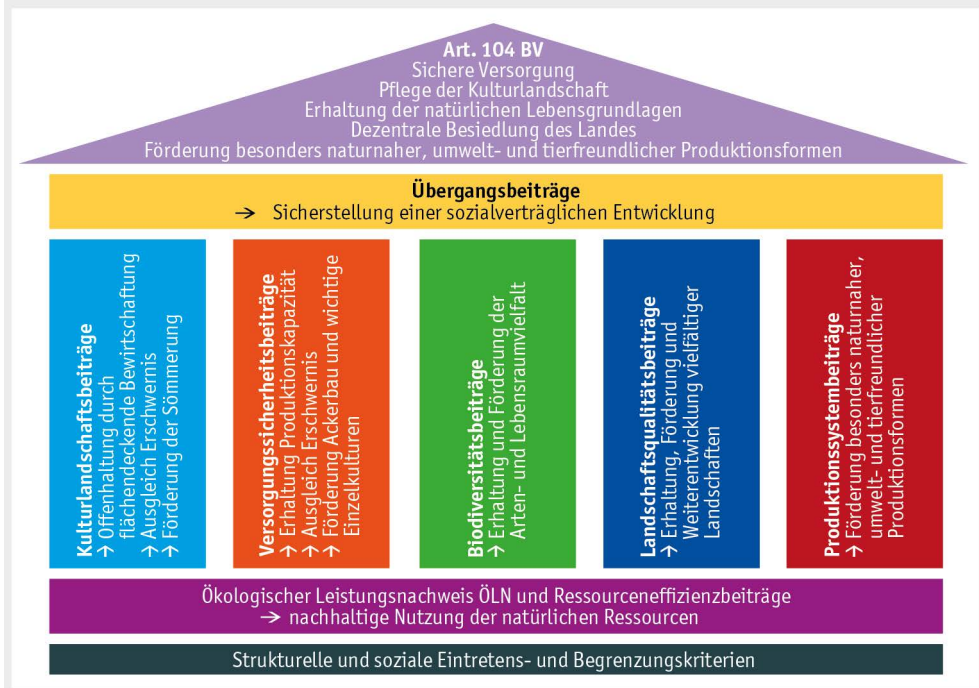 Art. 104 BV
Sichere Versorgung
Pflege der Kulturlandschaft
Erhaltung der natürlichen Lebensgrundlagen
Dezentrale Besiedlung des Landes
Förderung besonders naturnaher, umwelt- und tierfreundlicher Produktionsformen
Übergangsbeiträge
→ Sicherstellung einer sozialverträglichen Entwicklung
Kulturlandschaftsbeiträge
→ Offenhaltung durch
flächendeckende Bewirtschaftung
→ Ausgleich Erschwernis
→ Förderung der Sömmerung
Versorgungssicherheitsbeiträge
→ Erhaltung Produktionskapazität
→ Ausgleich Erschwernis
→ Förderung Ackerbau und wichtige
Einzelkulturen
Biodiversitätsbeiträge
→ Erhaltung und Förderung der
Arten- und Lebensraumvielfalt
Landschaftsqualitätsbeiträge
→ Erhaltung, Förderung und
Weiterentwicklung vielfältiger
Landschaften
Produktionssystembeiträge
→ Förderung besonders naturnaher,
umwelt- und tierfreundlicher
Produktionsformen
Ökologischer Leistungsnachweis ÖLN und Ressourceneffizienzbeiträge
→ nachhaltige Nutzung der natürlichen Ressourcen
Strukturelle und soziale Eintretens- und Begrenzungskriterien